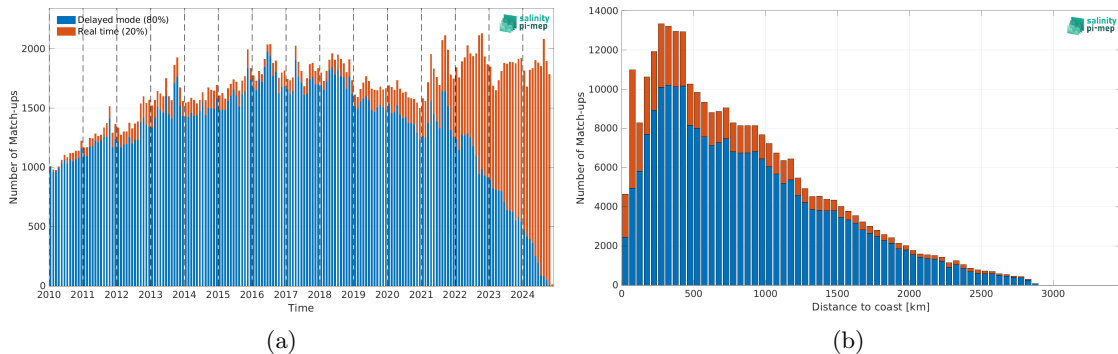 Delayed mode (80%)
Real time (20%)
salinity
pi-mep
Number of Match-ups
2000
1500
1000
500
0
2010 2011 2012 2013 2014 2015 2016 2017 2018 2019 2020 2021 2022 2023 2024
Time
(a)
salinity
pi-mep
Number of Match-ups
14000
12000
10000
8000
6000
4000
2000
0
0 500 1000 1500 2000 2500 3000
Distance to coast [km]
(b)